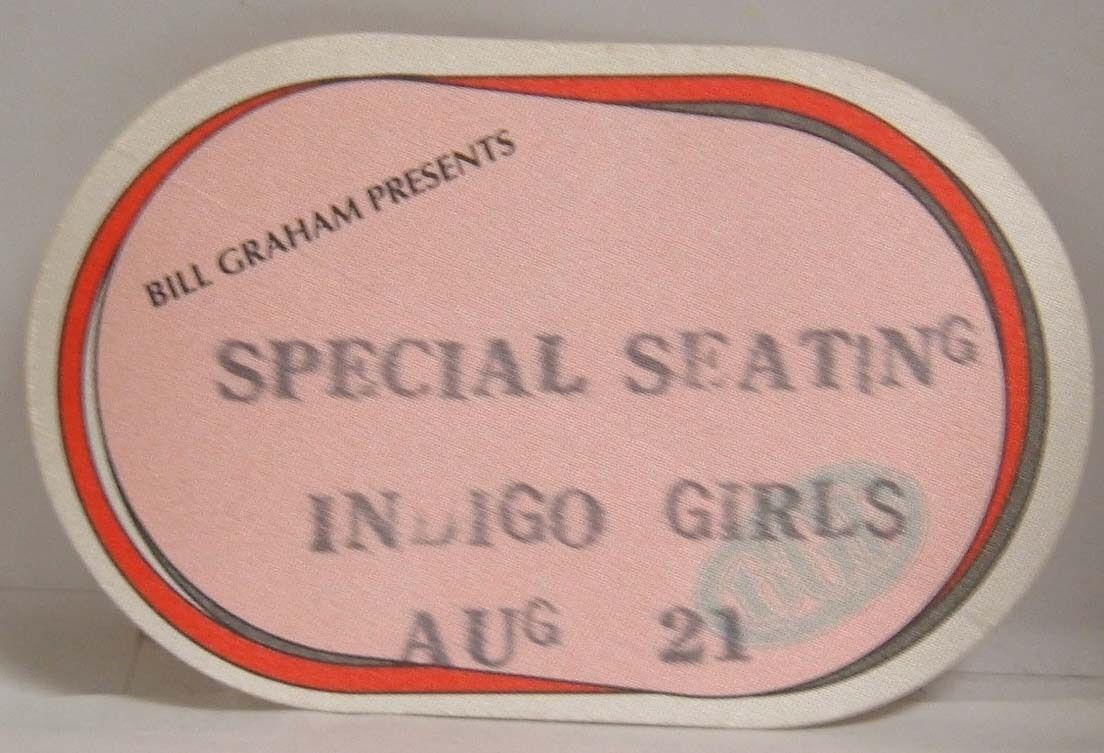 BILL GRAHAM PRESENTS
SPECIAL SEATING
INDIGO GIRLS
AUG 21